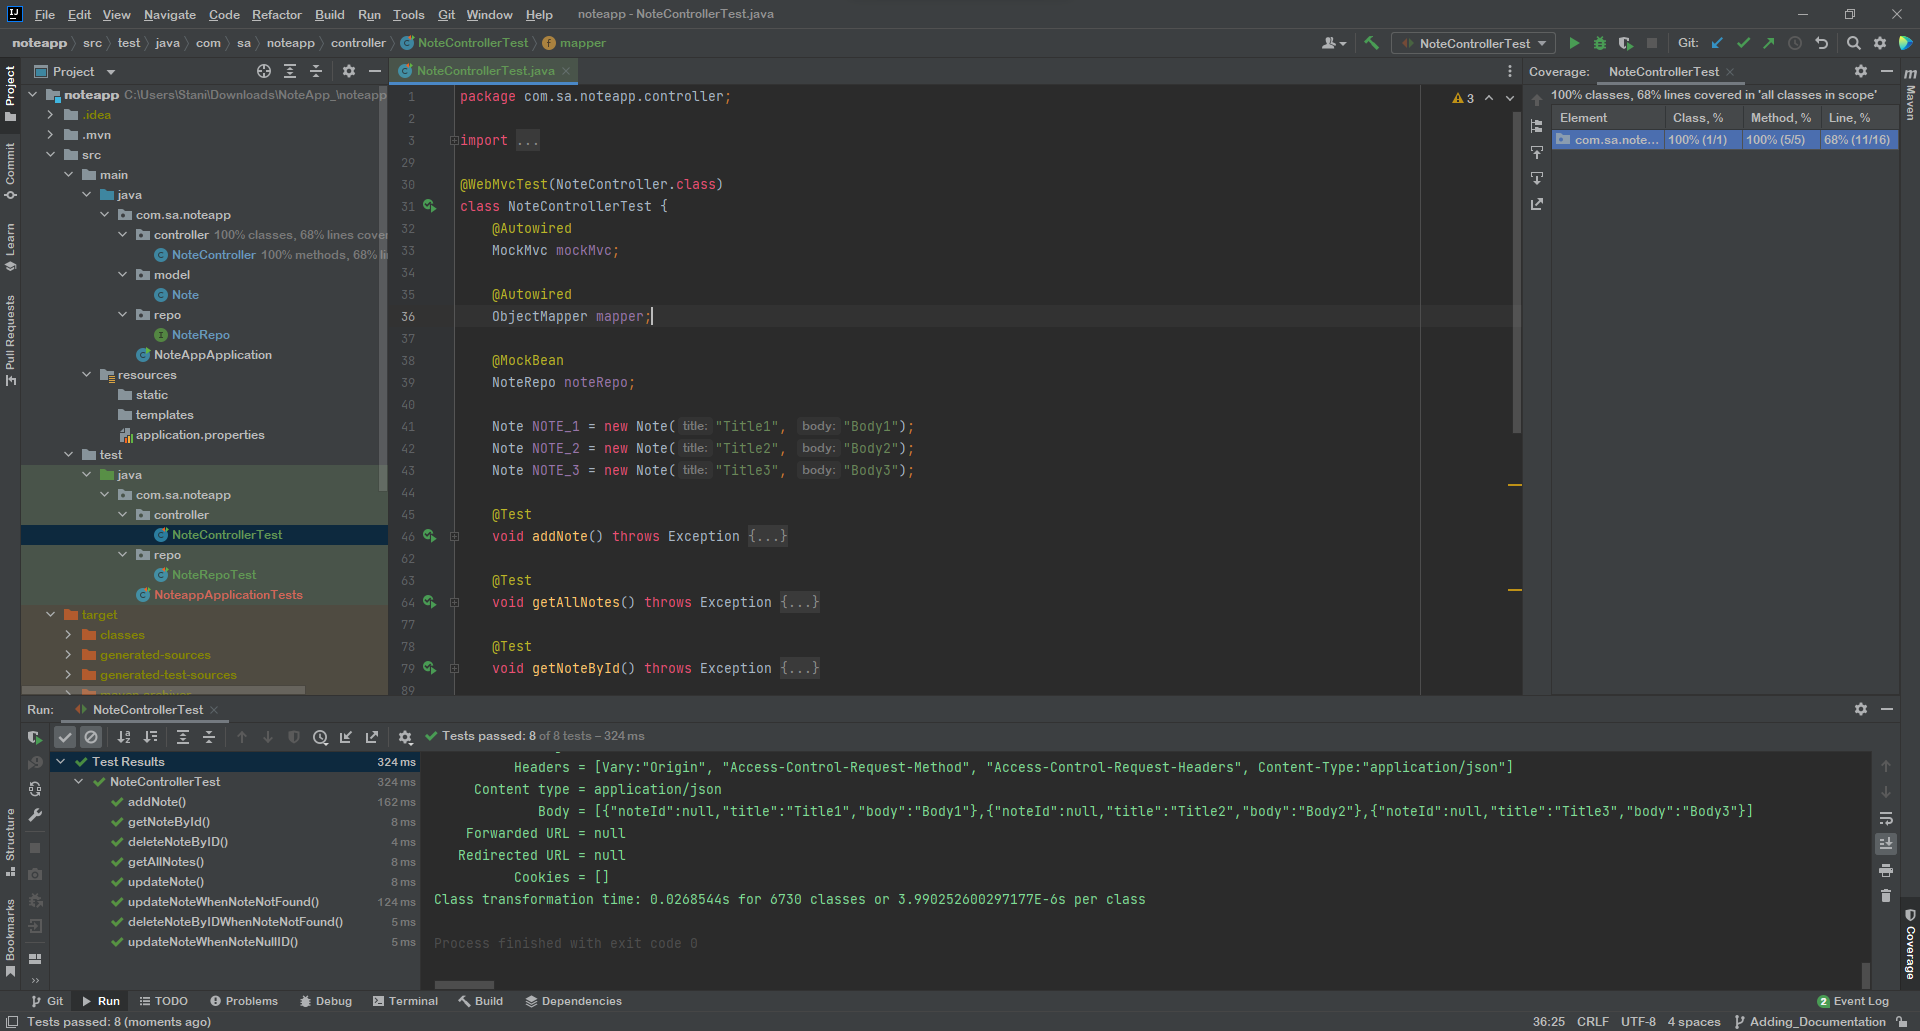 File Edit View Navigate Code Refactor Build Run Tools Git Window Help noteapp - NoteControllerTest.java
noteapp src test java com sa noteapp controller NoteControllerTest mapper
NoteControllerTest Git:
Project
Commit
Learn
Pull Requests
Structure
Bookmarks
Project
noteapp C:\Users\Stani\Downloads\NoteApp_\noteapp
.idea
.mvn
src
main
java
com.sa.noteapp
controller 100% classes, 68% lines cover
NoteController 100% methods, 68% li
model
Note
repo
NoteRepo
NoteAppApplication
resources
static
templates
application.properties
test
java
com.sa.noteapp
controller
NoteControllerTest
repo
NoteRepoTest
NoteappApplicationTests
target
classes
generated-sources
generated-test-sources
NoteControllerTest.java
3
1 package com.sa.noteapp.controller;
2
3 import ...
29
30 @WebMvcTest(NoteController.class)
31 class NoteControllerTest {
32 @Autowired
33 MockMvc mockMvc;
34
35 @Autowired
36 ObjectMapper mapper;
37
38 @MockBean
39 NoteRepo noteRepo;
40
41 Note NOTE_1 = new Note( title: "Title1", body: "Body1");
42 Note NOTE_2 = new Note( title: "Title2", body: "Body2");
43 Note NOTE_3 = new Note( title: "Title3", body: "Body3");
44
45 @Test
46 void addNote() throws Exception {...}
62
63 @Test
64 void getAllNotes() throws Exception {...}
77
78 @Test
79 void getNoteById() throws Exception {...}
89
Coverage: NoteControllerTest
100% classes, 68% lines covered in 'all classes in scope'
Element Class, % Method, % Line, %
com.sa.note... 100% (1/1) 100% (5/5) 68% (11/16)
m
Maven
Coverage
Run: NoteControllerTest
Tests passed: 8 of 8 tests – 324 ms
Test Results 324 ms
NoteControllerTest 324 ms
addNote() 162 ms
getNoteById() 8 ms
deleteNoteByID() 4 ms
getAllNotes() 8 ms
updateNote() 8 ms
updateNoteWhenNoteNotFound() 124 ms
deleteNoteByIDWhenNoteNotFound() 5 ms
updateNoteWhenNoteNullID() 5 ms
Headers = [Vary:"Origin", "Access-Control-Request-Method", "Access-Control-Request-Headers", Content-Type:"application/json"]
Content type = application/json
Body = [{"noteId":null,"title":"Title1","body":"Body1"},{"noteId":null,"title":"Title2","body":"Body2"},{"noteId":null,"title":"Title3","body":"Body3"}]
Forwarded URL = null
Redirected URL = null
Cookies = []
Class transformation time: 0.0268544s for 6730 classes or 3.990252600297177E-6s per class
Process finished with exit code 0
Git Run TODO Problems Debug Terminal Build Dependencies 2 Event Log
Tests passed: 8 (moments ago) 36:25 CRLF UTF-8 4 spaces Adding_Documentation